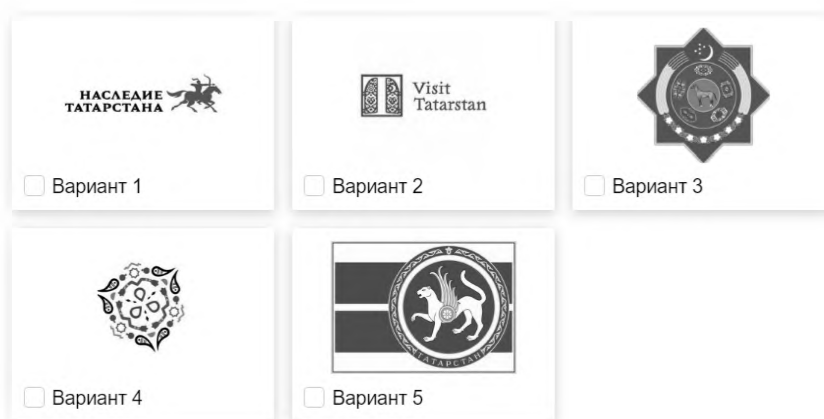 НАСЛЕДИЕ
ТАТАРСТАНА
Visit
Tatarstan
Вариант 1
Вариант 2
Вариант 3
ТАТАРСТАН
Вариант 4
Вариант 5